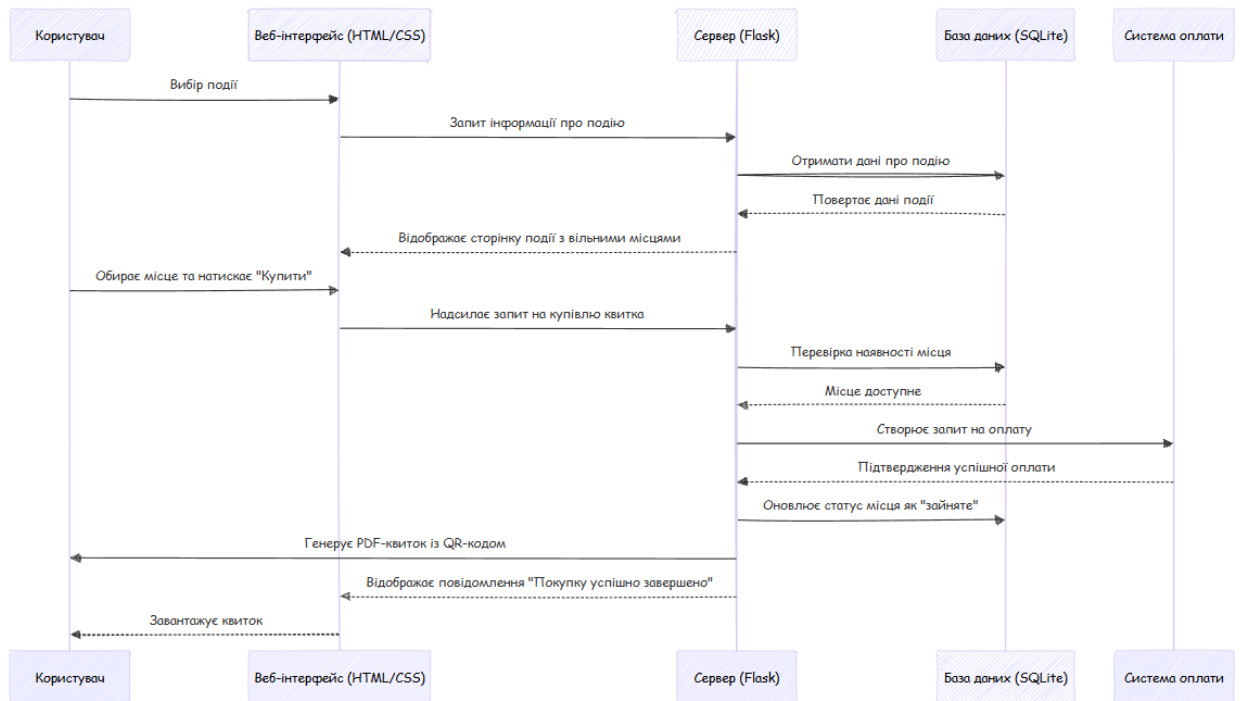 Користувач
Веб-інтерфейс (HTML/CSS)
Сервер (Flask)
База даних (SQLite)
Система оплати
Вибір події
Запит інформації про подію
Отримати дані про подію
Повертає дані події
Відображає сторінку події з вільними місцями
Обирає місце та натискає "Купити"
Надсилає запит на купівлю квитка
Перевірка наявності місця
Місце доступне
Створює запит на оплату
Підтвердження успішної оплати
Оновлює статус місця як "зайняте"
Генерує PDF-квиток із QR-кодом
Відображає повідомлення "Покупку успішно завершено"
Завантажує квиток
Користувач
Веб-інтерфейс (HTML/CSS)
Сервер (Flask)
База даних (SQLite)
Система оплати